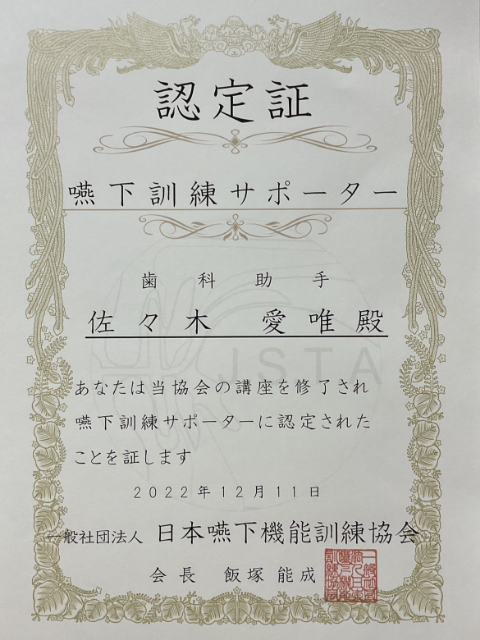 認定証
嚥下訓練サポーター
歯科助手
佐々木 愛唯殿
JSTA
あなたは当協会の講座を修了され
嚥下訓練サポーターに認定された
ことを証します
2022年12月11日
一般社団法人 日本嚥下機能訓練協会
会長 飯塚 能成